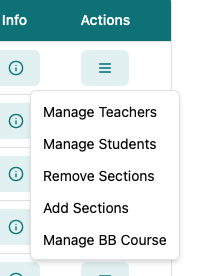 Info Actions
Manage Teachers
Manage Students
Remove Sections
Add Sections
Manage BB Course